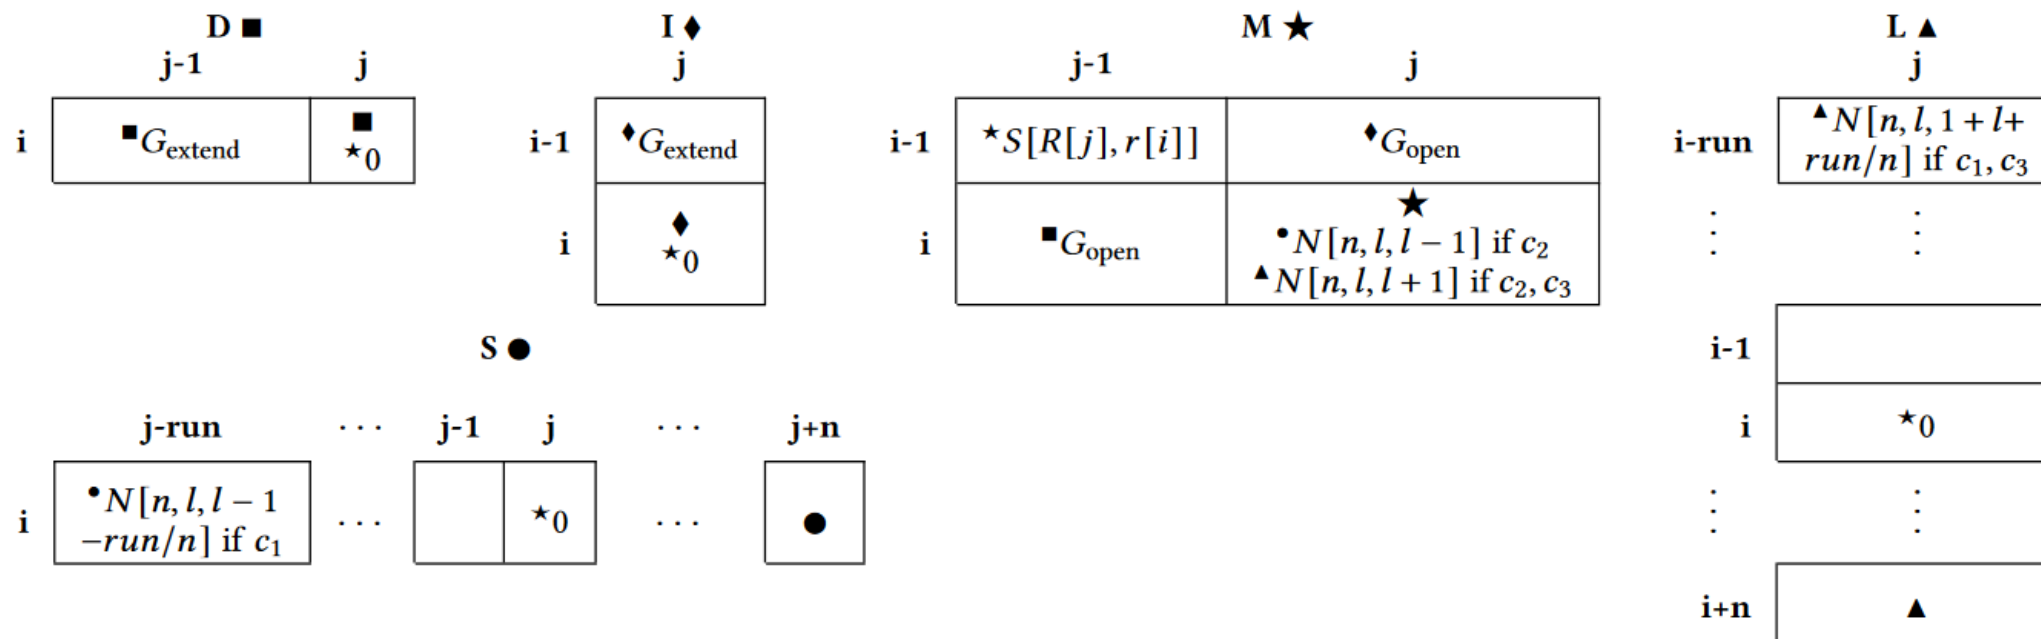 D ■ I ♦ M ★ L ▲
j-1 j j j-1 j j
i ■G_extend ■ i-1 ♦G_extend i-1 ★S[R[j], r[i]] ♦G_open i-run ▲N[n, l, 1 + l+
★0 run/n] if c₁, c₃
♦ ★
i ★0 i ■G_open •N[n, l, l − 1] if c₂ ⋮ ⋮
▲N[n, l, l + 1] if c₂, c₃
S ● i-1
j-run ··· j-1 j ··· j+n i ★0
i •N[n, l, l − 1 ··· ★0 ··· ● ⋮ ⋮
−run/n] if c₁
i+n ▲